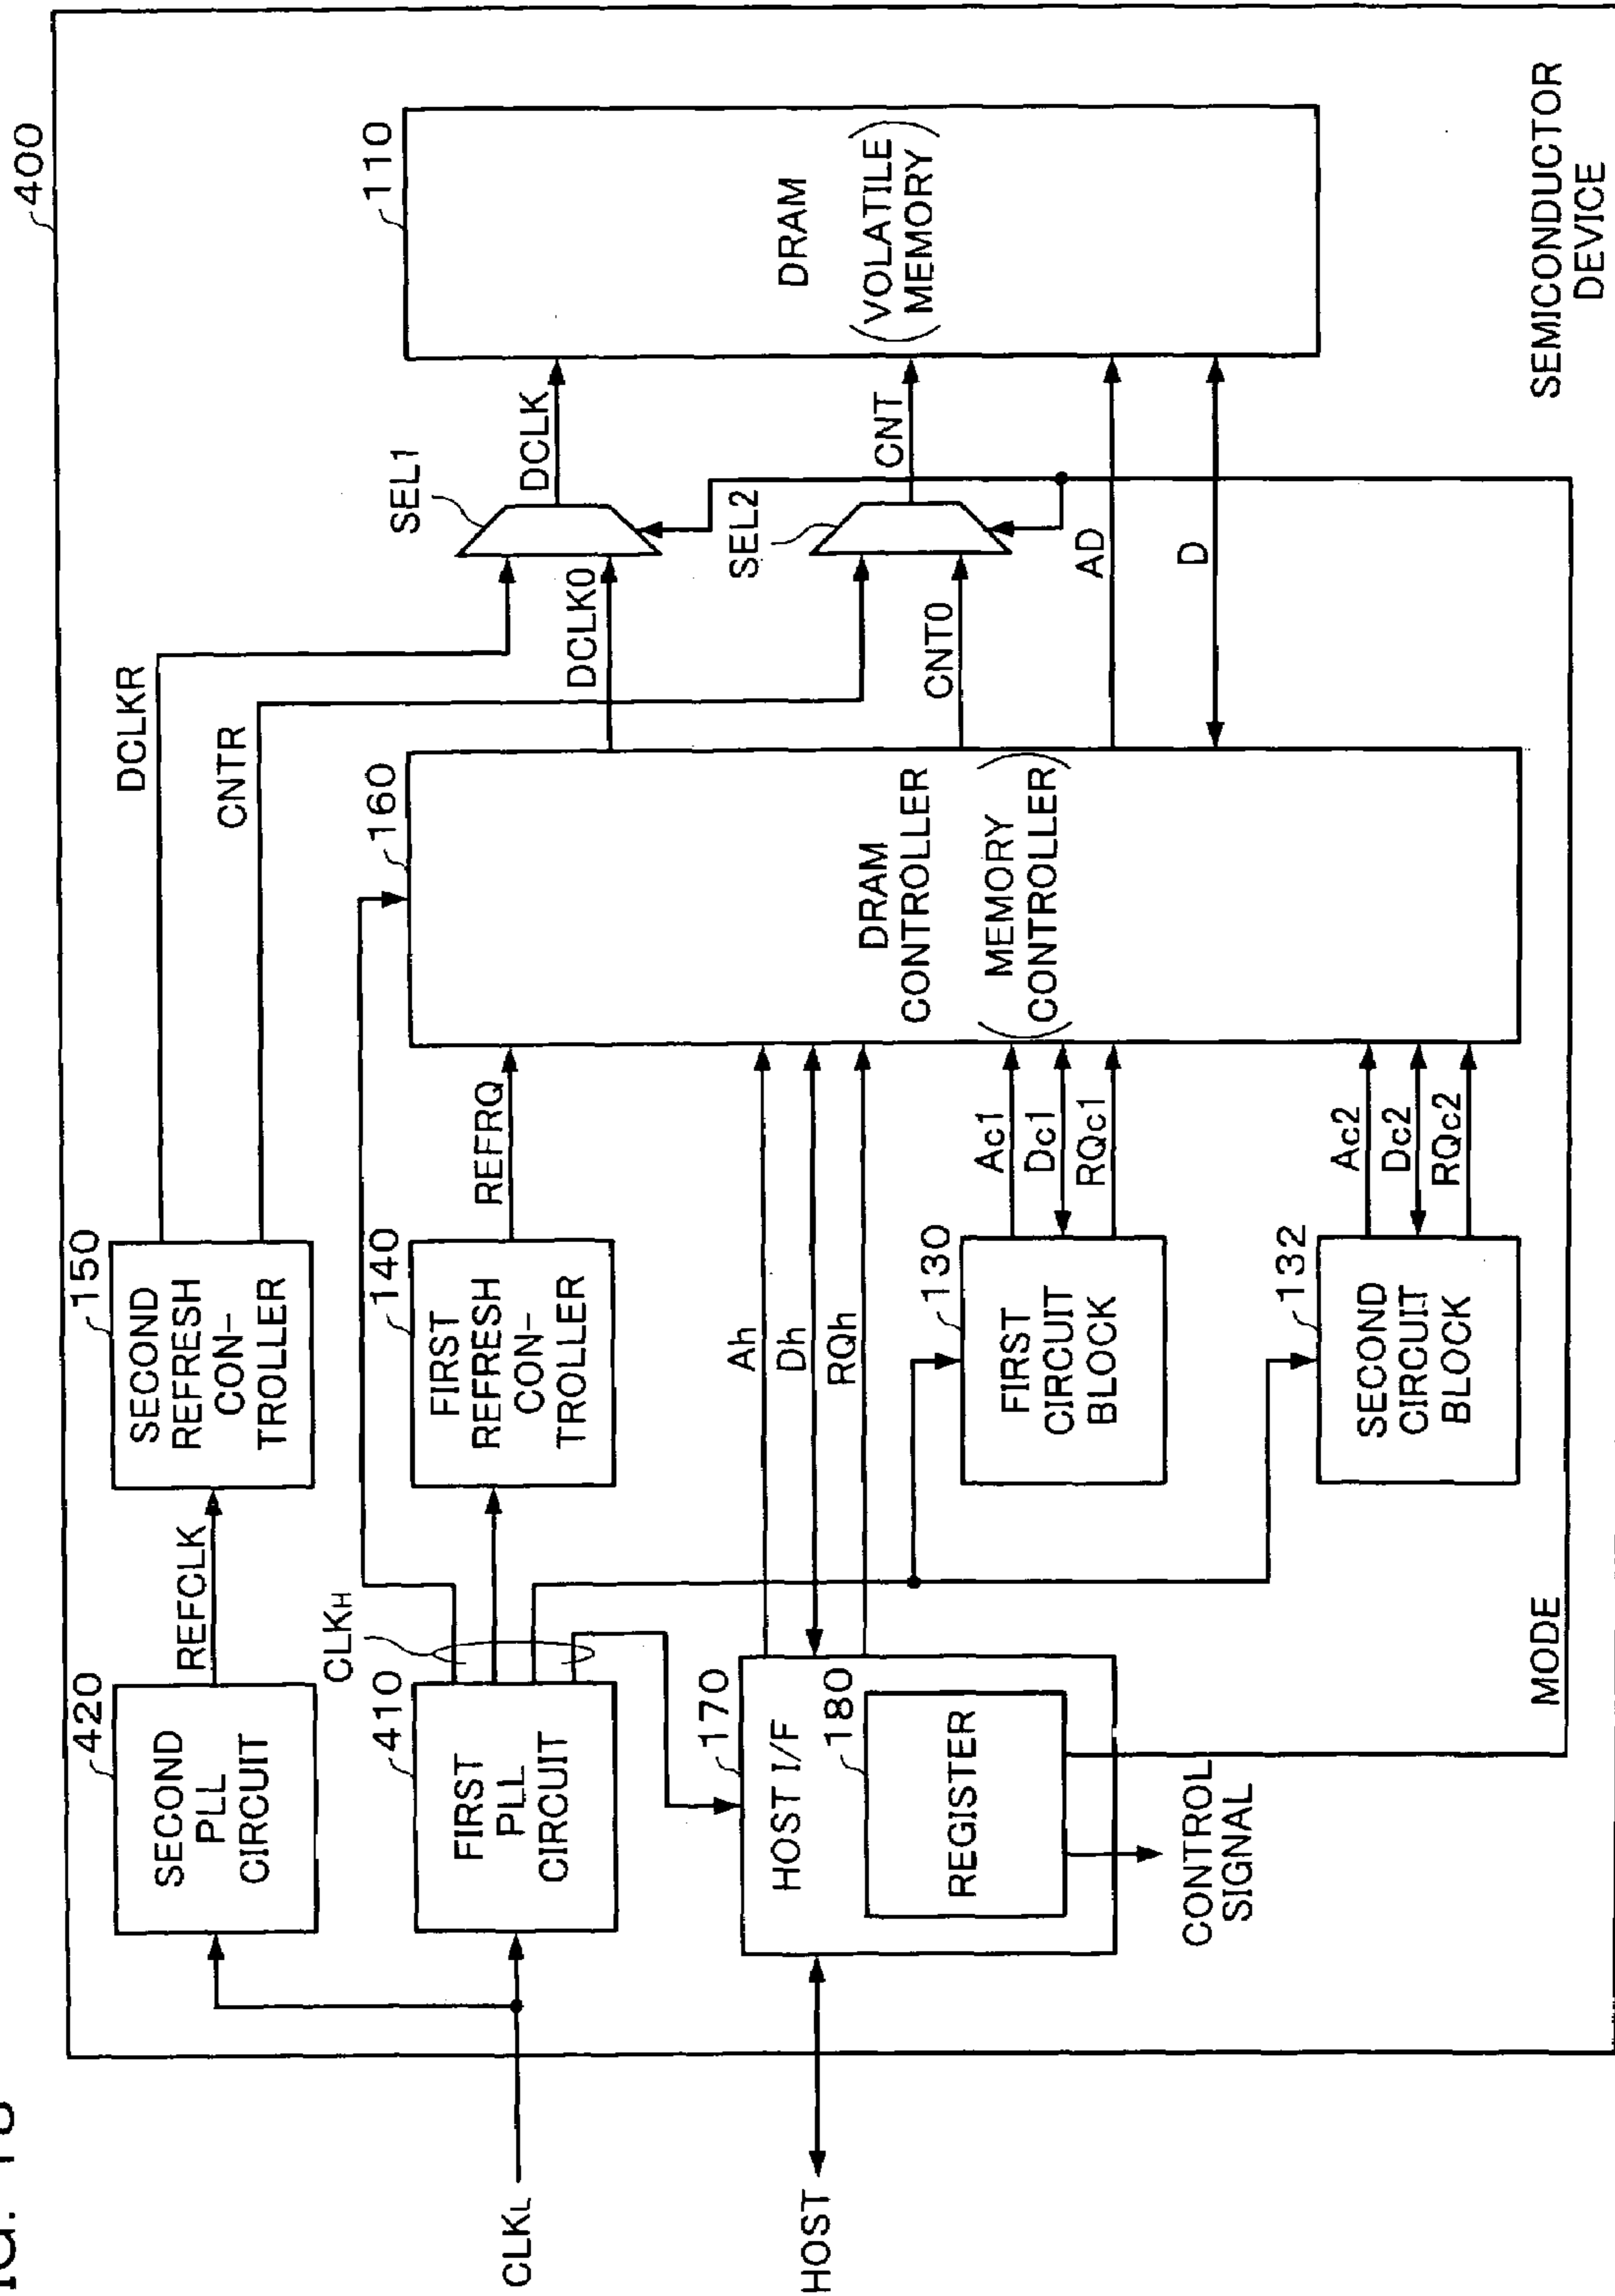 400
SECOND
PLL
CIRCUIT
420
REFCLK
SECOND
REFRESH
CON-
TROLLER
150
DCLKR
CNTR
CLKL
FIRST
PLL
CIRCUIT
410
CLKH
FIRST
REFRESH
CON-
TROLLER
140
REFRQ
160
DRAM
CONTROLLER
(MEMORY
CONTROLLER)
DCLK0
SEL1
DCLK
SEL2
CNT0
CNT
AD
D
110
DRAM
(VOLATILE
MEMORY)
HOST
HOST I/F
170
180
REGISTER
CONTROL
SIGNAL
MODE
Ah
Dh
RQh
FIRST
CIRCUIT
BLOCK
130
Ac1
Dc1
RQc1
SECOND
CIRCUIT
BLOCK
132
Ac2
Dc2
RQc2
SEMICONDUCTOR
DEVICE